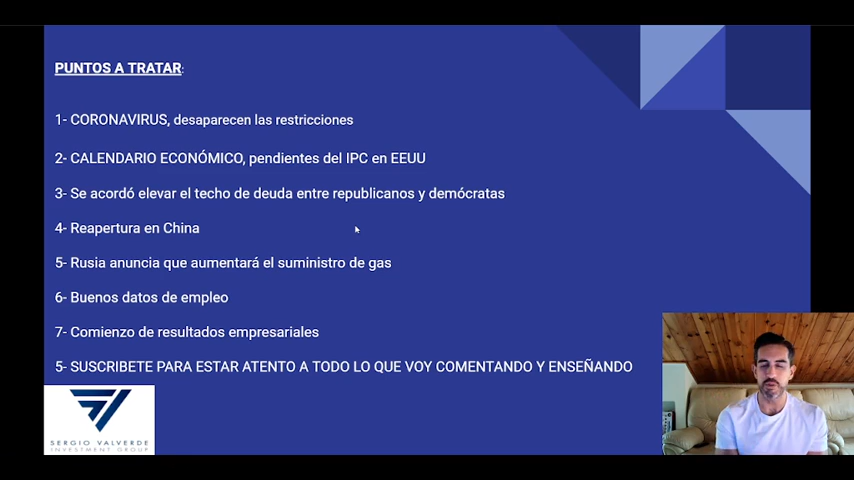 PUNTOS A TRATAR:
1- CORONAVIRUS, desaparecen las restricciones
2- CALENDARIO ECONÓMICO, pendientes del IPC en EEUU
3- Se acordó elevar el techo de deuda entre republicanos y demócratas
4- Reapertura en China
5- Rusia anuncia que aumentará el suministro de gas
6- Buenos datos de empleo
7- Comienzo de resultados empresariales
5- SUSCRIBETE PARA ESTAR ATENTO A TODO LO QUE VOY COMENTANDO Y ENSEÑANDO
SERGIO VALVERDE
INVESTMENT GROUP